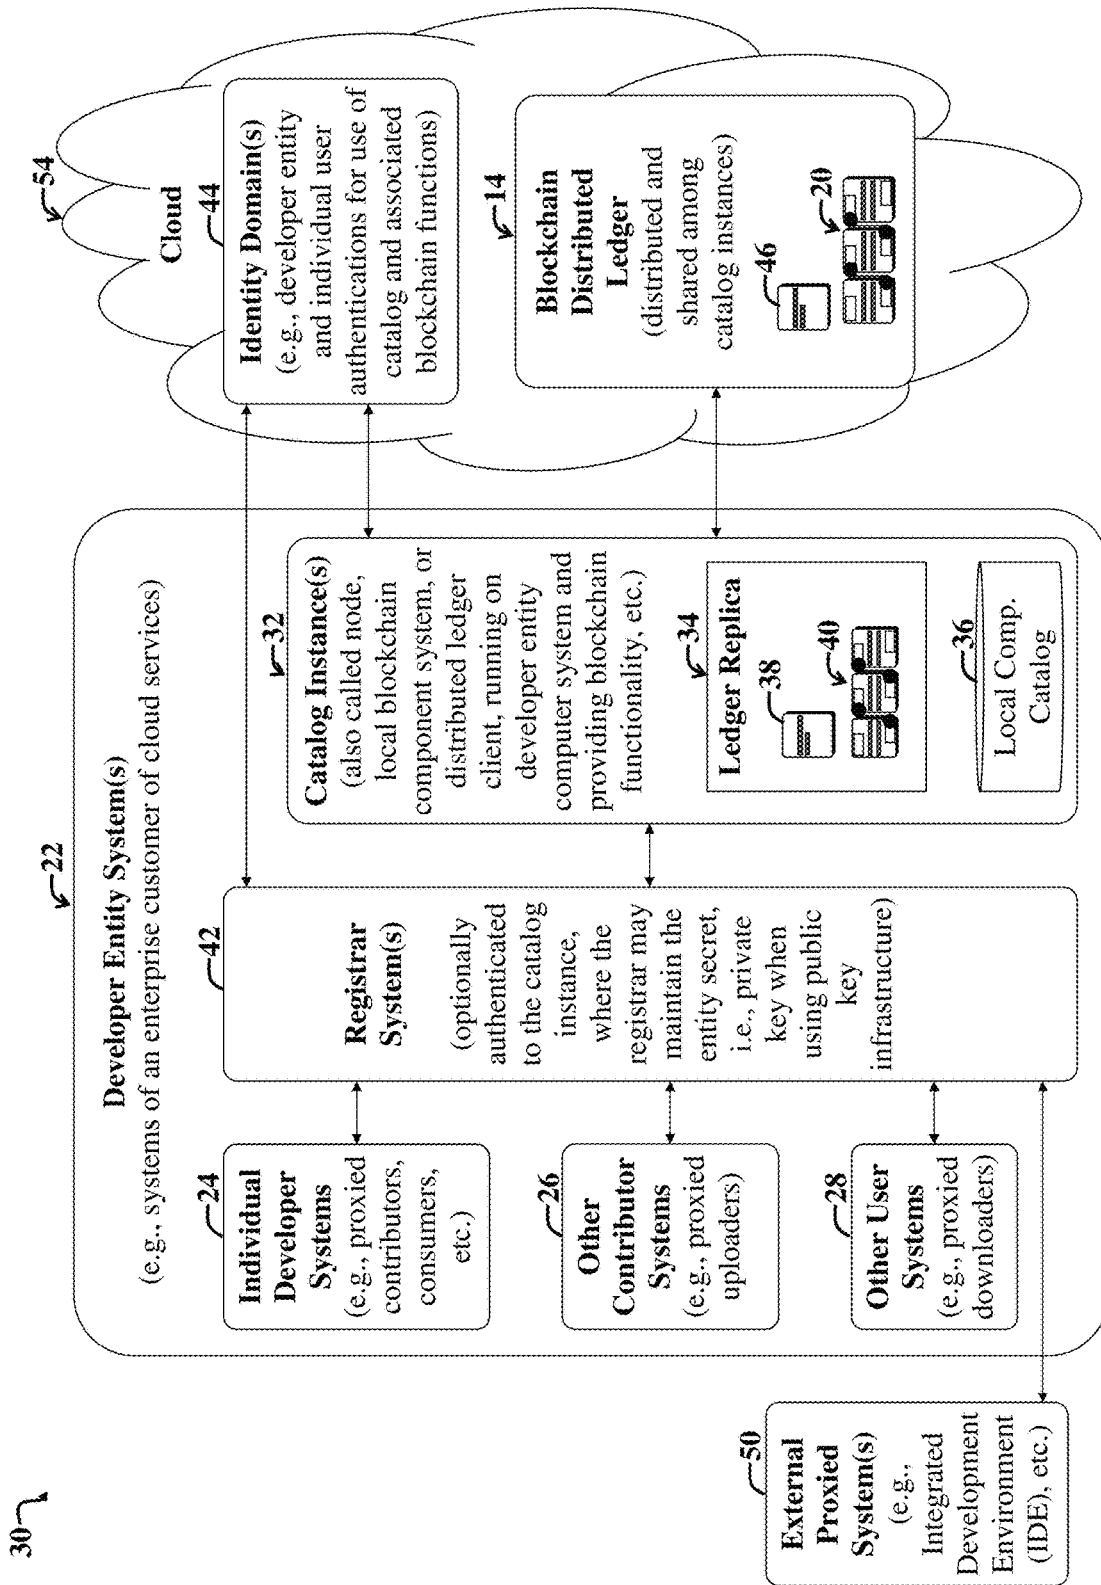 30
22
Developer Entity System(s)
(e.g., systems of an enterprise customer of cloud services)
24
Individual
Developer
Systems
(e.g., proxied
contributors,
consumers,
etc.)
26
Other
Contributor
Systems
(e.g., proxied
uploaders)
28
Other User
Systems
(e.g., proxied
downloaders)
50
External
Proxied
System(s)
(e.g.,
Integrated
Development
Environment
(IDE), etc.)
42
Registrar
System(s)
(optionally
authenticated
to the catalog
instance,
where the
registrar may
maintain the
entity secret,
i.e., private
key when
using public
key
infrastructure)
32
Catalog Instance(s)
(also called node,
local blockchain
component system, or
distributed ledger
client, running on
developer entity
computer system and
providing blockchain
functionality, etc.)
34
Ledger Replica
38
40
36
Local Comp.
Catalog
54
Cloud
44
Identity Domain(s)
(e.g., developer entity
and individual user
authentications for use of
catalog and associated
blockchain functions)
14
Blockchain
Distributed
Ledger
(distributed and
shared among
catalog instances)
46
20